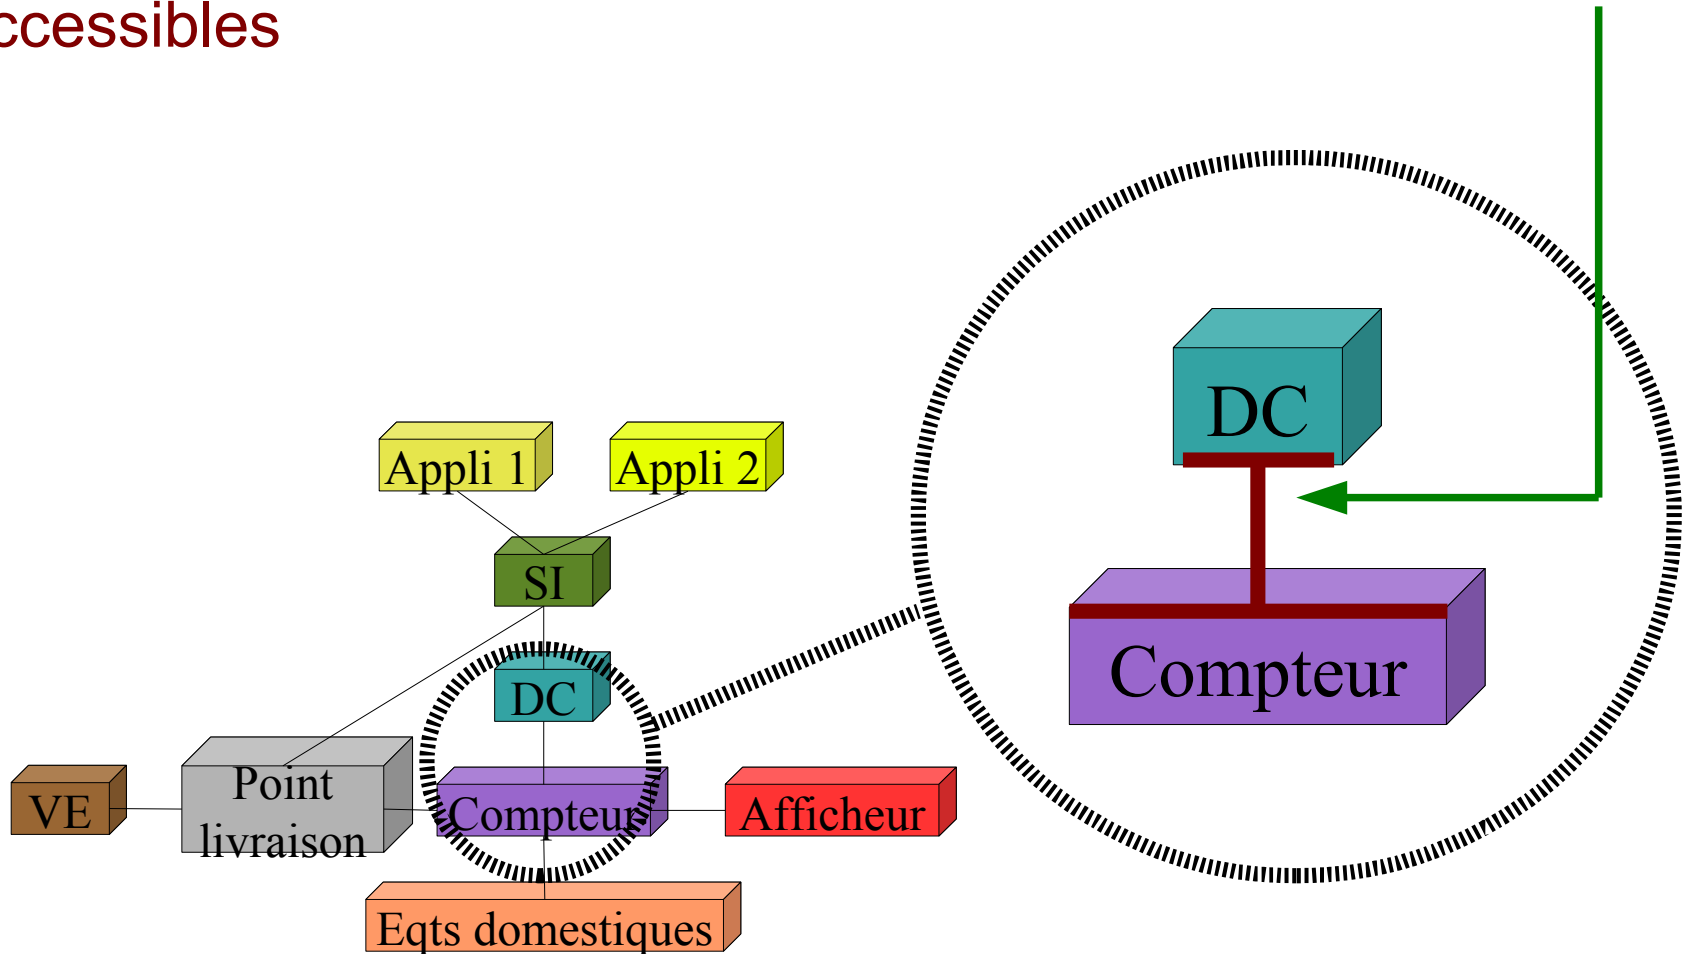 ccessibles
DC
Compteur
Appli 1
Appli 2
SI
DC
VE
Point
livraison
Compteur
Afficheur
Eqts domestiques